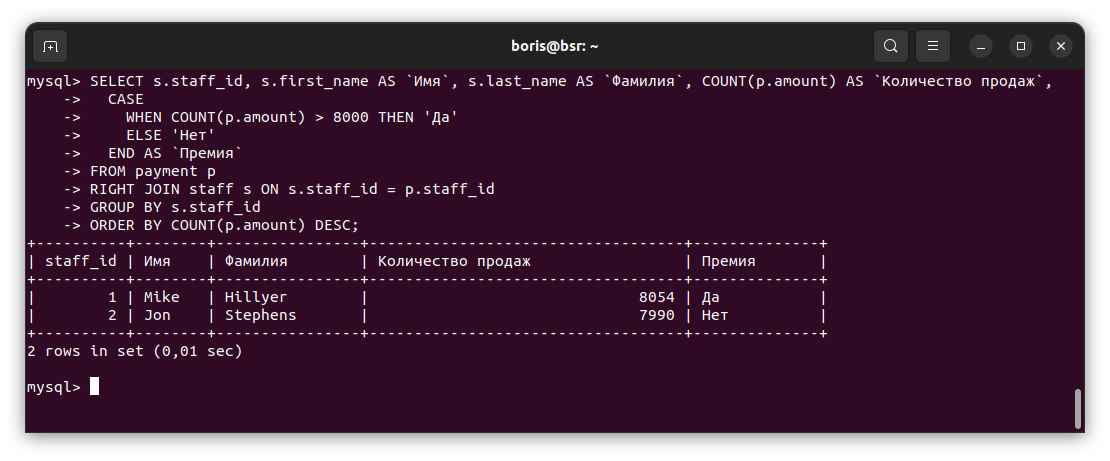 boris@bsr: ~
mysql> SELECT s.staff_id, s.first_name AS `Имя`, s.last_name AS `Фамилия`, COUNT(p.amount) AS `Количество продаж`,
    ->   CASE
    ->     WHEN COUNT(p.amount) > 8000 THEN 'Да'
    ->     ELSE 'Нет'
    ->   END AS `Премия`
    -> FROM payment p
    -> RIGHT JOIN staff s ON s.staff_id = p.staff_id
    -> GROUP BY s.staff_id
    -> ORDER BY COUNT(p.amount) DESC;
+----------+--------+----------------+-----------------------------------+--------------+
| staff_id | Имя    | Фамилия        | Количество продаж                 | Премия       |
+----------+--------+----------------+-----------------------------------+--------------+
|        1 | Mike   | Hillyer        |                              8054 | Да           |
|        2 | Jon    | Stephens       |                              7990 | Нет          |
+----------+--------+----------------+-----------------------------------+--------------+
2 rows in set (0,01 sec)
mysql>